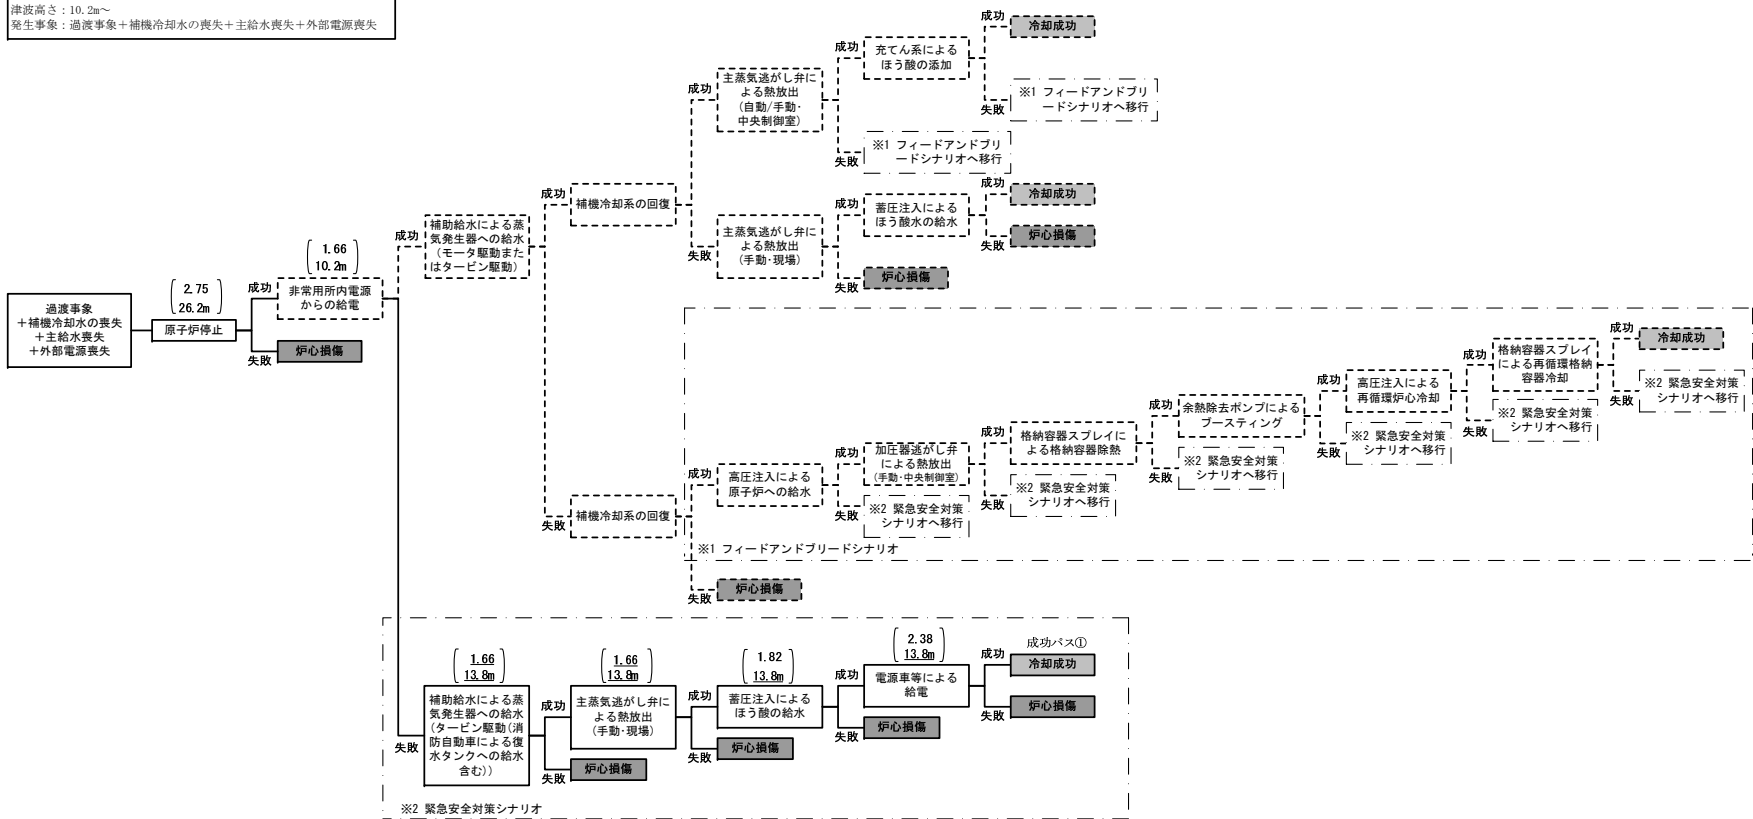 津波高さ：10.2m～
発生事象：過渡事象＋補機冷却水の喪失＋主給水喪失＋外部電源喪失
過渡事象
＋補機冷却水の喪失
＋主給水喪失
＋外部電源喪失
2.75
26.2m
原子炉停止
成功
失敗
炉心損傷
1.66
10.2m
非常用所内電源
からの給電
成功
失敗
補助給水による蒸
気発生器への給水
（モータ駆動また
はタービン駆動）
成功
失敗
補機冷却系の回復
成功
失敗
主蒸気逃がし弁に
よる熱放出
(自動/手動・
中央制御室)
成功
失敗
充てん系による
ほう酸の添加
成功
冷却成功
失敗
※1 フィードアンドブリ
ードシナリオへ移行
※1 フィードアンドブリ
ードシナリオへ移行
主蒸気逃がし弁に
よる熱放出
(手動・現場)
成功
失敗
蓄圧注入による
ほう酸水の給水
成功
冷却成功
失敗
炉心損傷
炉心損傷
補機冷却系の回復
成功
失敗
高圧注入による
原子炉への給水
成功
失敗
加圧器逃がし弁
による熱放出
(手動・中央制御室)
※2 緊急安全対策
シナリオへ移行
成功
失敗
格納容器スプレイに
よる格納容器除熱
※2 緊急安全対策
シナリオへ移行
成功
失敗
余熱除去ポンプによる
ブースティング
※2 緊急安全対策
シナリオへ移行
成功
失敗
高圧注入による
再循環炉心冷却
※2 緊急安全対策
シナリオへ移行
成功
失敗
格納容器スプレイ
による再循環格納
容器冷却
※2 緊急安全対策
シナリオへ移行
成功
失敗
冷却成功
※2 緊急安全対策
シナリオへ移行
※1 フィードアンドブリードシナリオ
炉心損傷
1.66
13.8m
補助給水による蒸
気発生器への給水
(タービン駆動(消
防自動車による復
水タンクへの給水
含む))
成功
失敗
炉心損傷
1.66
13.8m
主蒸気逃がし弁に
よる熱放出
(手動・現場)
成功
失敗
炉心損傷
1.82
13.8m
蓄圧注入による
ほう酸の給水
成功
失敗
炉心損傷
2.38
13.8m
電源車等による
給電
成功
失敗
成功パス①
冷却成功
炉心損傷
※2 緊急安全対策シナリオ